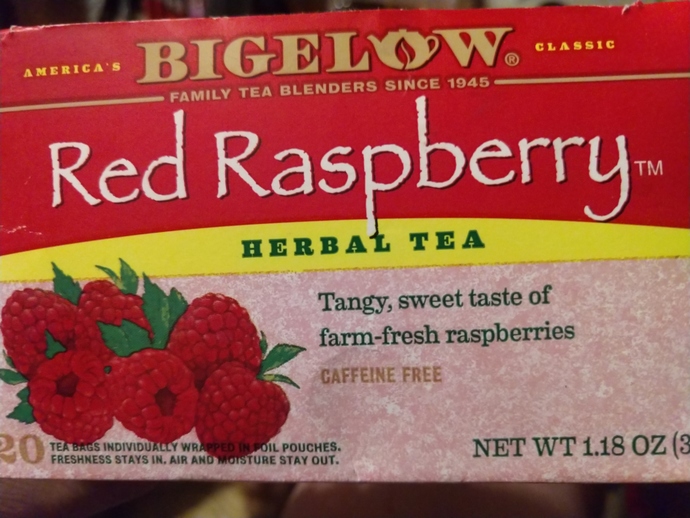 AMERICA'S BIGELOW® CLASSIC
FAMILY TEA BLENDERS SINCE 1945
Red Raspberry™
HERBAL TEA
Tangy, sweet taste of
farm-fresh raspberries
CAFFEINE FREE
20 TEA BAGS INDIVIDUALLY WRAPPED IN FOIL POUCHES.
FRESHNESS STAYS IN. AIR AND MOISTURE STAY OUT.
NET WT 1.18 OZ (3